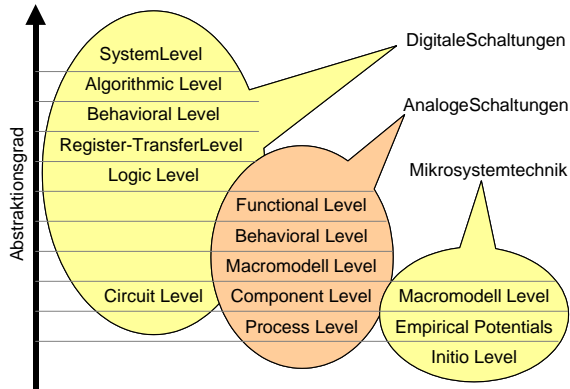 Abstraktionsgrad
SystemLevel
Algorithmic Level
Behavioral Level
Register-TransferLevel
Logic Level
Circuit Level
DigitaleSchaltungen
AnalogeSchaltungen
Functional Level
Behavioral Level
Macromodell Level
Component Level
Process Level
Mikrosystemtechnik
Macromodell Level
Empirical Potentials
Initio Level